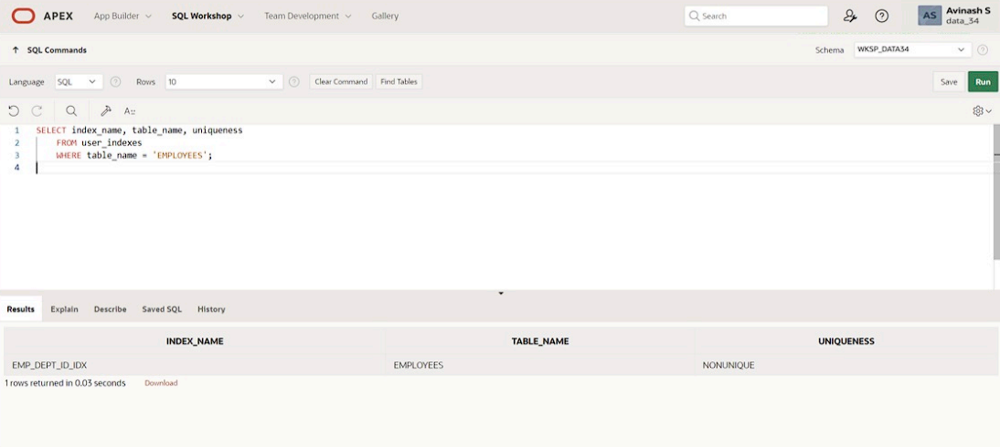 APEX App Builder SQL Workshop Team Development Gallery Search AS Avinash S
data_34
SQL Commands Schema WKSP_DATA34
Language SQL Rows 10 Clear Command Find Tables Save Run
A::
1 SELECT index_name, table_name, uniqueness
2 FROM user_indexes
3 WHERE table_name = 'EMPLOYEES';
4
Results Explain Describe Saved SQL History
INDEX_NAME TABLE_NAME UNIQUENESS
EMP_DEPT_ID_IDX EMPLOYEES NONUNIQUE
1 rows returned in 0.03 seconds Download